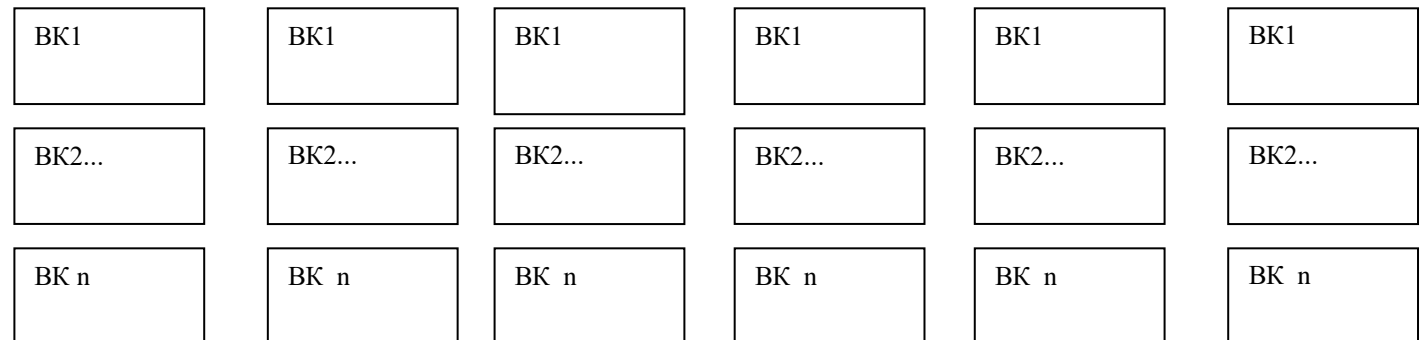 ВК1 ВК1 ВК1 ВК1 ВК1 ВК1
ВК2... ВК2... ВК2... ВК2... ВК2... ВК2...
ВК n ВК n ВК n ВК n ВК n ВК n